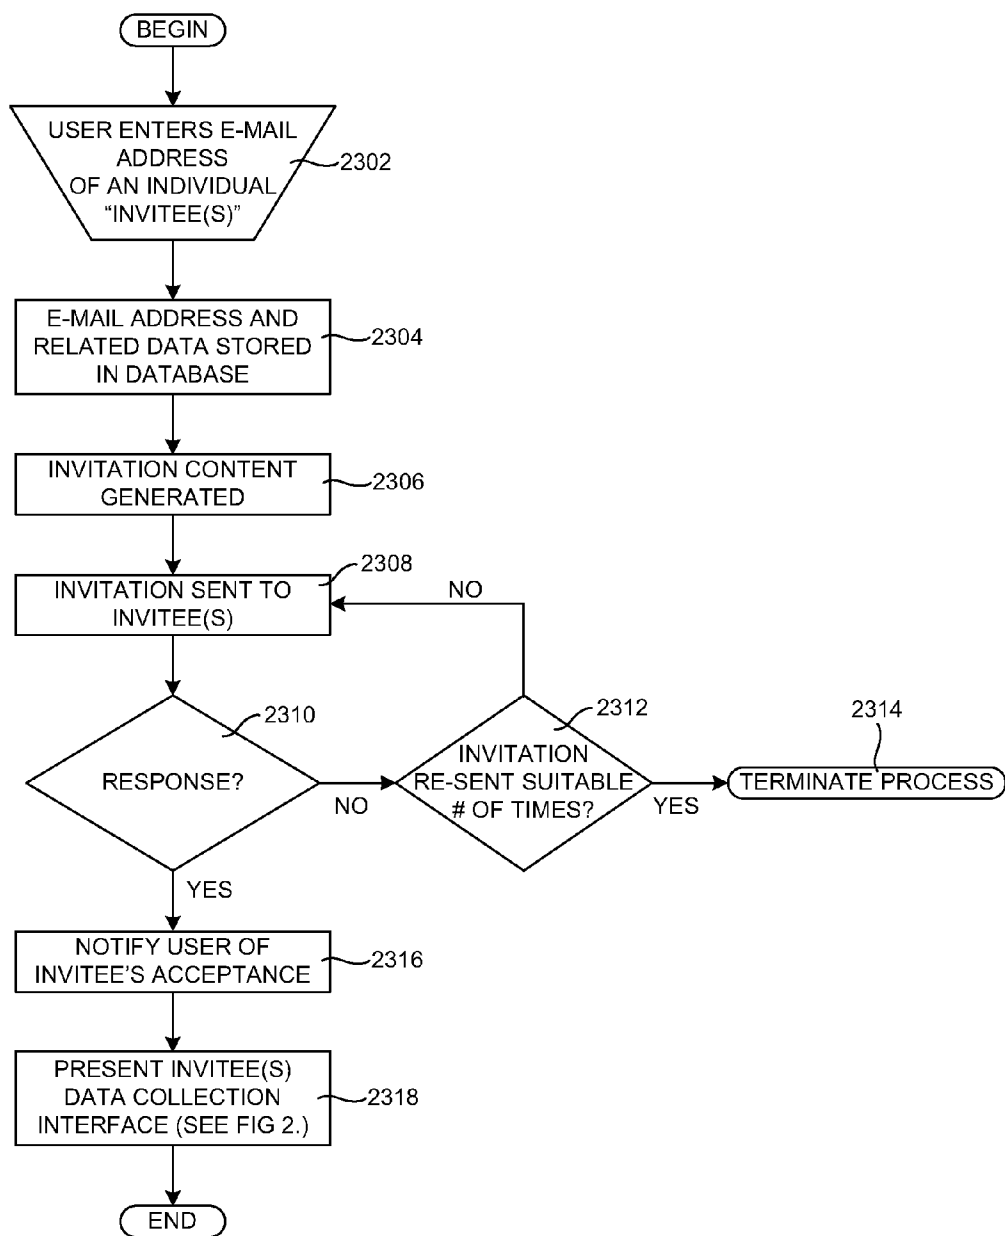 BEGIN
USER ENTERS E-MAIL
ADDRESS
OF AN INDIVIDUAL
“INVITEE(S)”
2302
E-MAIL ADDRESS AND
RELATED DATA STORED
IN DATABASE
2304
INVITATION CONTENT
GENERATED
2306
INVITATION SENT TO
INVITEE(S)
2308
NO
RESPONSE?
2310
NO
INVITATION
RE-SENT SUITABLE
# OF TIMES?
2312
YES
TERMINATE PROCESS
2314
YES
NOTIFY USER OF
INVITEE’S ACCEPTANCE
2316
PRESENT INVITEE(S)
DATA COLLECTION
INTERFACE (SEE FIG 2.)
2318
END